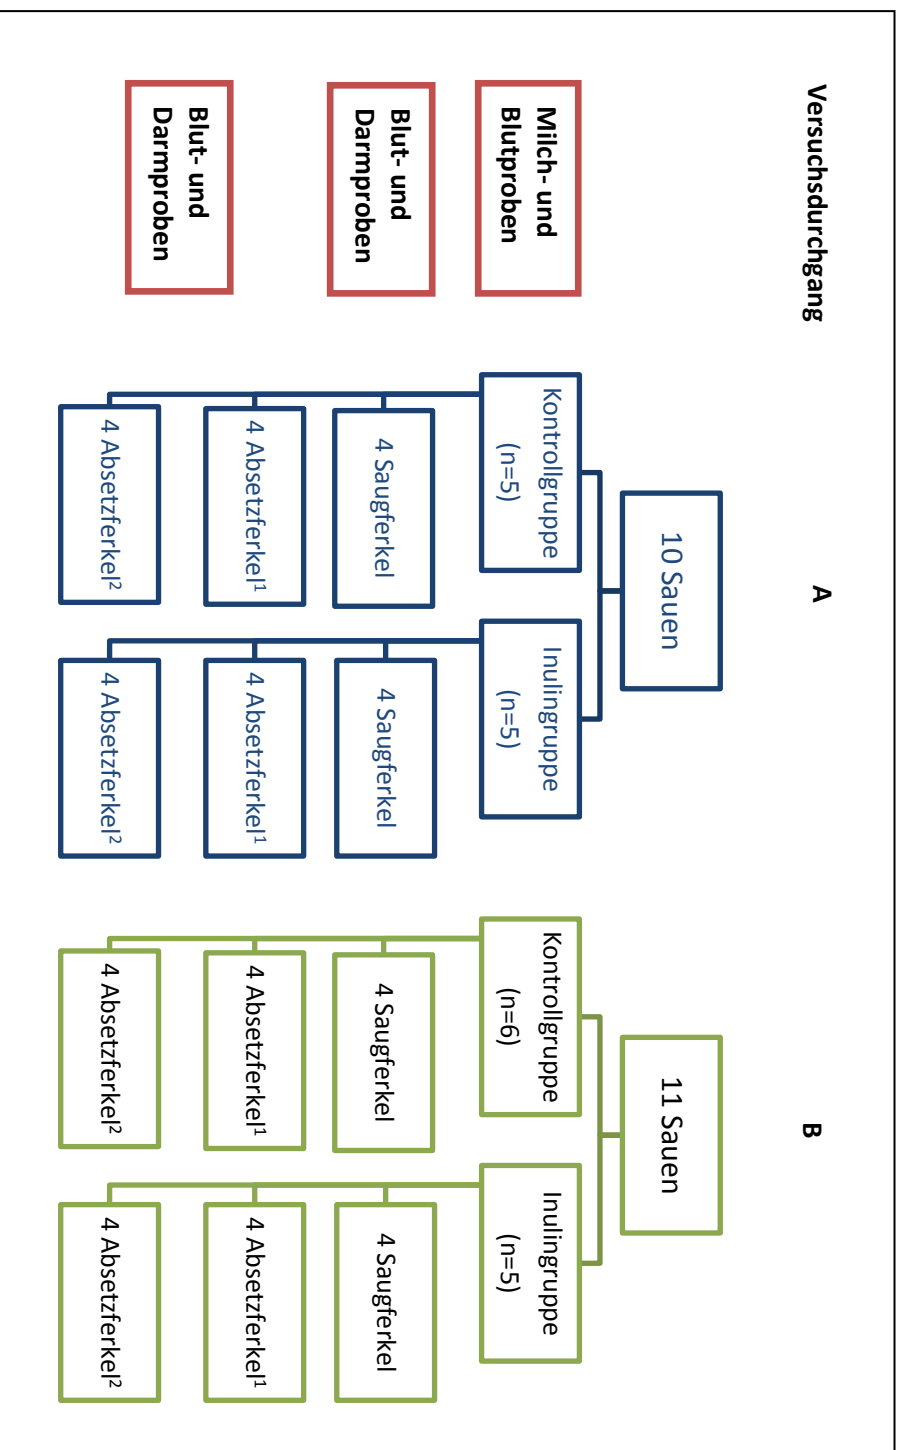 Versuchsdurchgang
A
B
10 Sauen
11 Sauen
Milch- und
Blutproben
Kontrollgruppe
(n=5)
Inulingruppe
(n=5)
Kontrollgruppe
(n=6)
Inulingruppe
(n=5)
Blut- und
Darmproben
4 Saugferkel
4 Saugferkel
4 Saugferkel
4 Saugferkel
Blut- und
Darmproben
4 Absetzferkel¹
4 Absetzferkel¹
4 Absetzferkel¹
4 Absetzferkel¹
4 Absetzferkel²
4 Absetzferkel²
4 Absetzferkel²
4 Absetzferkel²